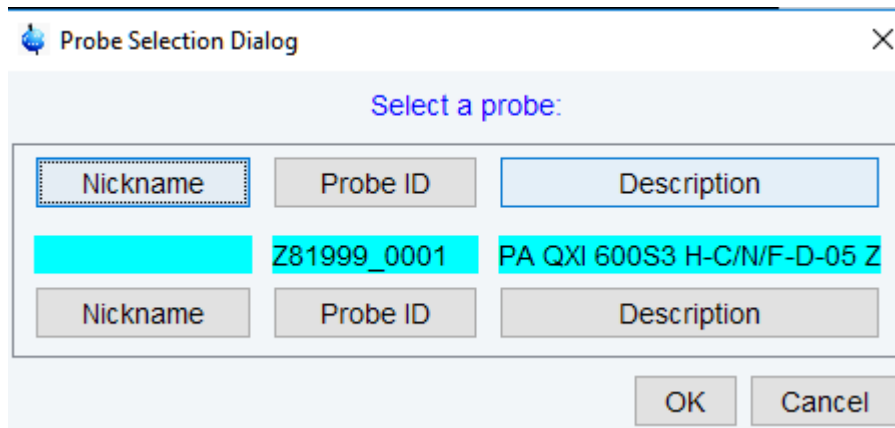 Probe Selection Dialog
Select a probe:
Nickname Probe ID Description
Z81999_0001 PA QXI 600S3 H-C/N/F-D-05 Z
Nickname Probe ID Description
OK Cancel